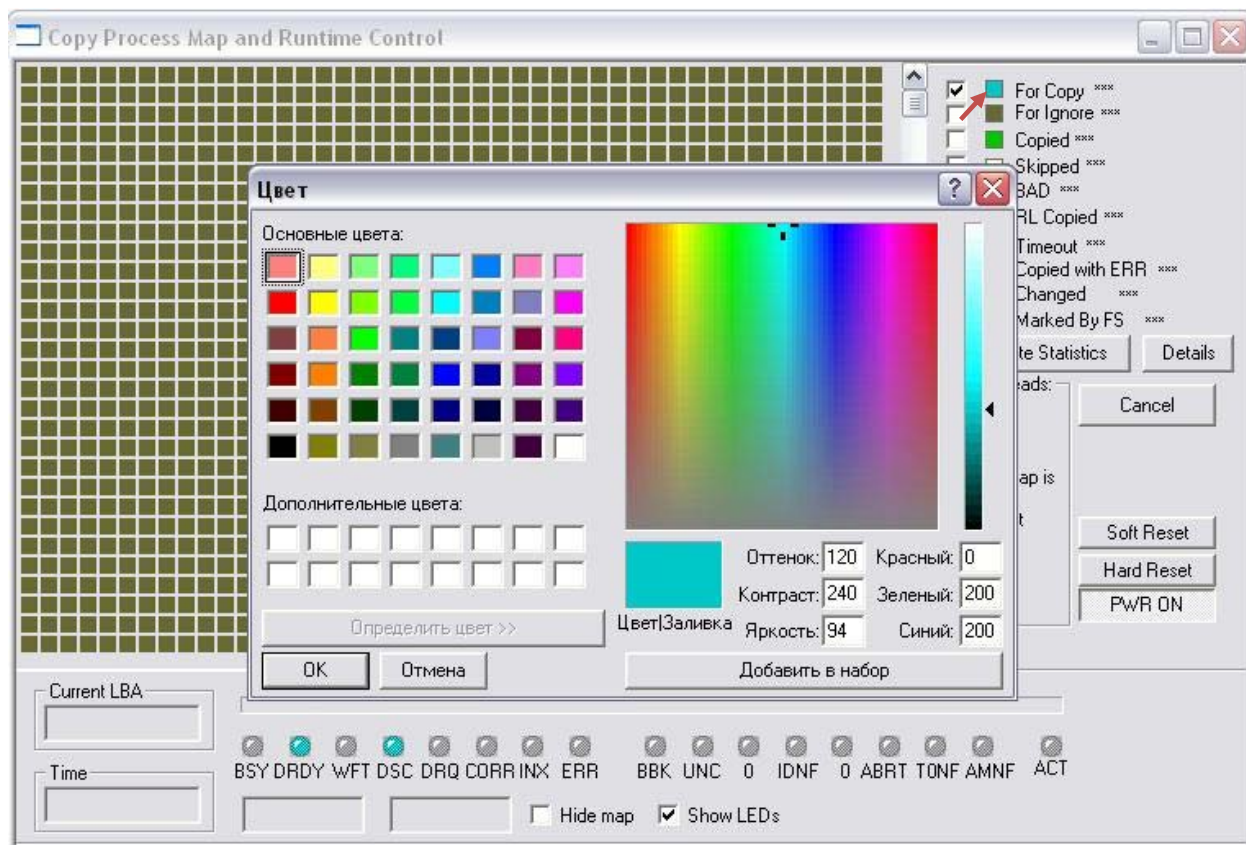 Copy Process Map and Runtime Control
For Copy ***
For Ignore ***
Copied ***
Skipped ***
BAD ***
RL Copied ***
Timeout ***
Copied with ERR ***
Changed ***
Marked By FS ***
te Statistics
Details
eads:
Cancel
ap is
t
Soft Reset
Hard Reset
PWR ON
Цвет
Основные цвета:
Дополнительные цвета:
Определить цвет >>
OK
Отмена
Цвет|Заливка
Оттенок: 120
Красный: 0
Контраст: 240
Зеленый: 200
Яркость: 94
Синий: 200
Добавить в набор
Current LBA
Time
BSY DRDY WFT DSC DRQ CORR INX ERR
BBK UNC 0 IDNF 0 ABRT TONF AMNF
ACT
Hide map
Show LEDs